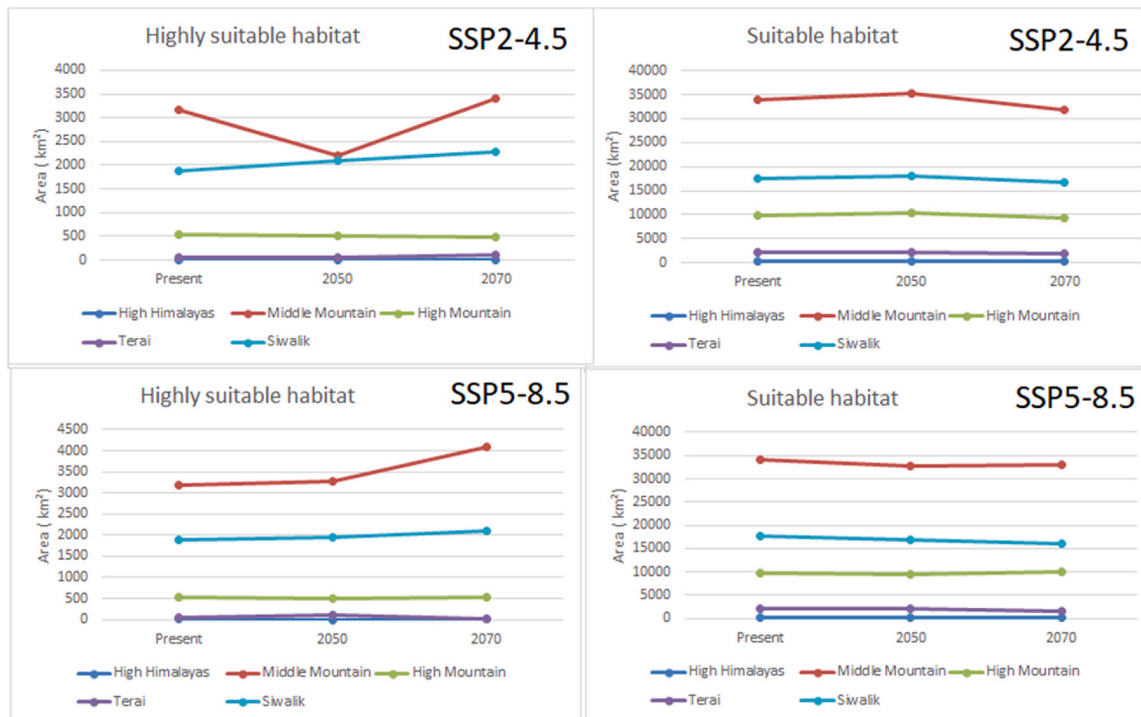 Highly suitable habitat SSP2-4.5
4000
3500
3000
2500
2000
1500
1000
500
0
Area ( km²)
Present 2050 2070
High Himalayas Middle Mountain High Mountain
Terai Siwalik
Suitable habitat SSP2-4.5
40000
35000
30000
25000
20000
15000
10000
5000
0
Area ( km²)
Present 2050 2070
High Himalayas Middle Mountain High Mountain
Terai Siwalik
Highly suitable habitat SSP5-8.5
4500
4000
3500
3000
2500
2000
1500
1000
500
0
Area ( km²)
Present 2050 2070
High Himalayas Middle Mountain High Mountain
Terai Siwalik
Suitable habitat SSP5-8.5
40000
35000
30000
25000
20000
15000
10000
5000
0
Area ( km²)
Present 2050 2070
High Himalayas Middle Mountain High Mountain
Terai Siwalik